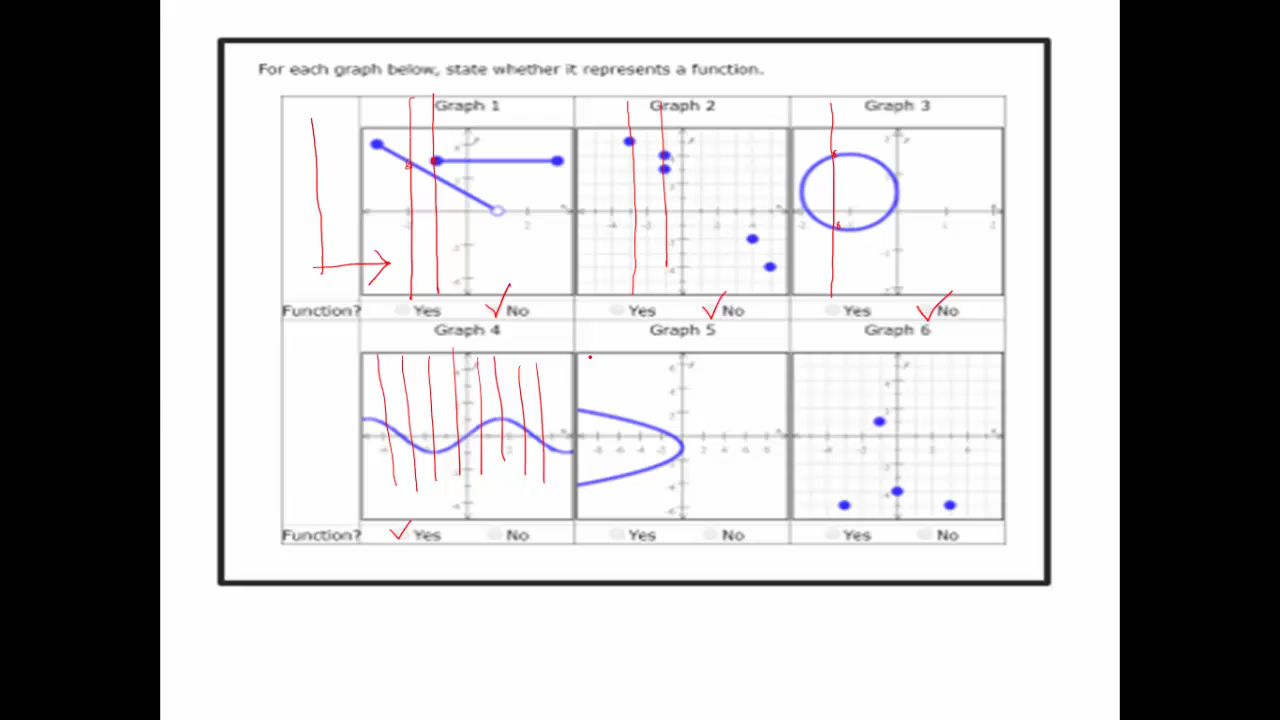 For each graph below, state whether it represents a function.
Graph 1 Graph 2 Graph 3
Function? Yes No Yes No Yes No
Graph 4 Graph 5 Graph 6
Function? Yes No Yes No Yes No